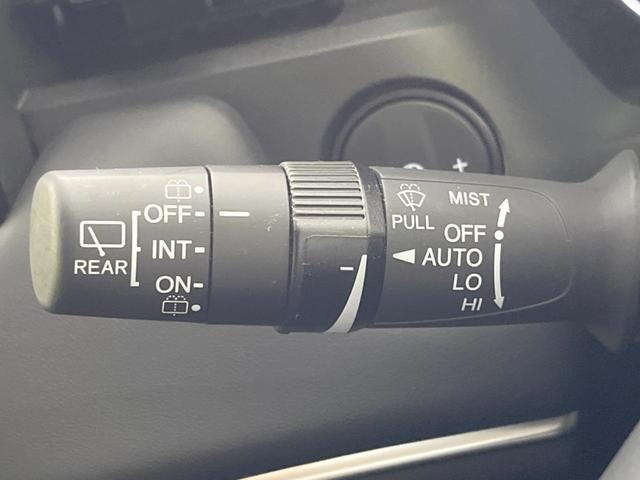 OFF
INT
REAR
ON
MIST
PULL
OFF
AUTO
LO
HI